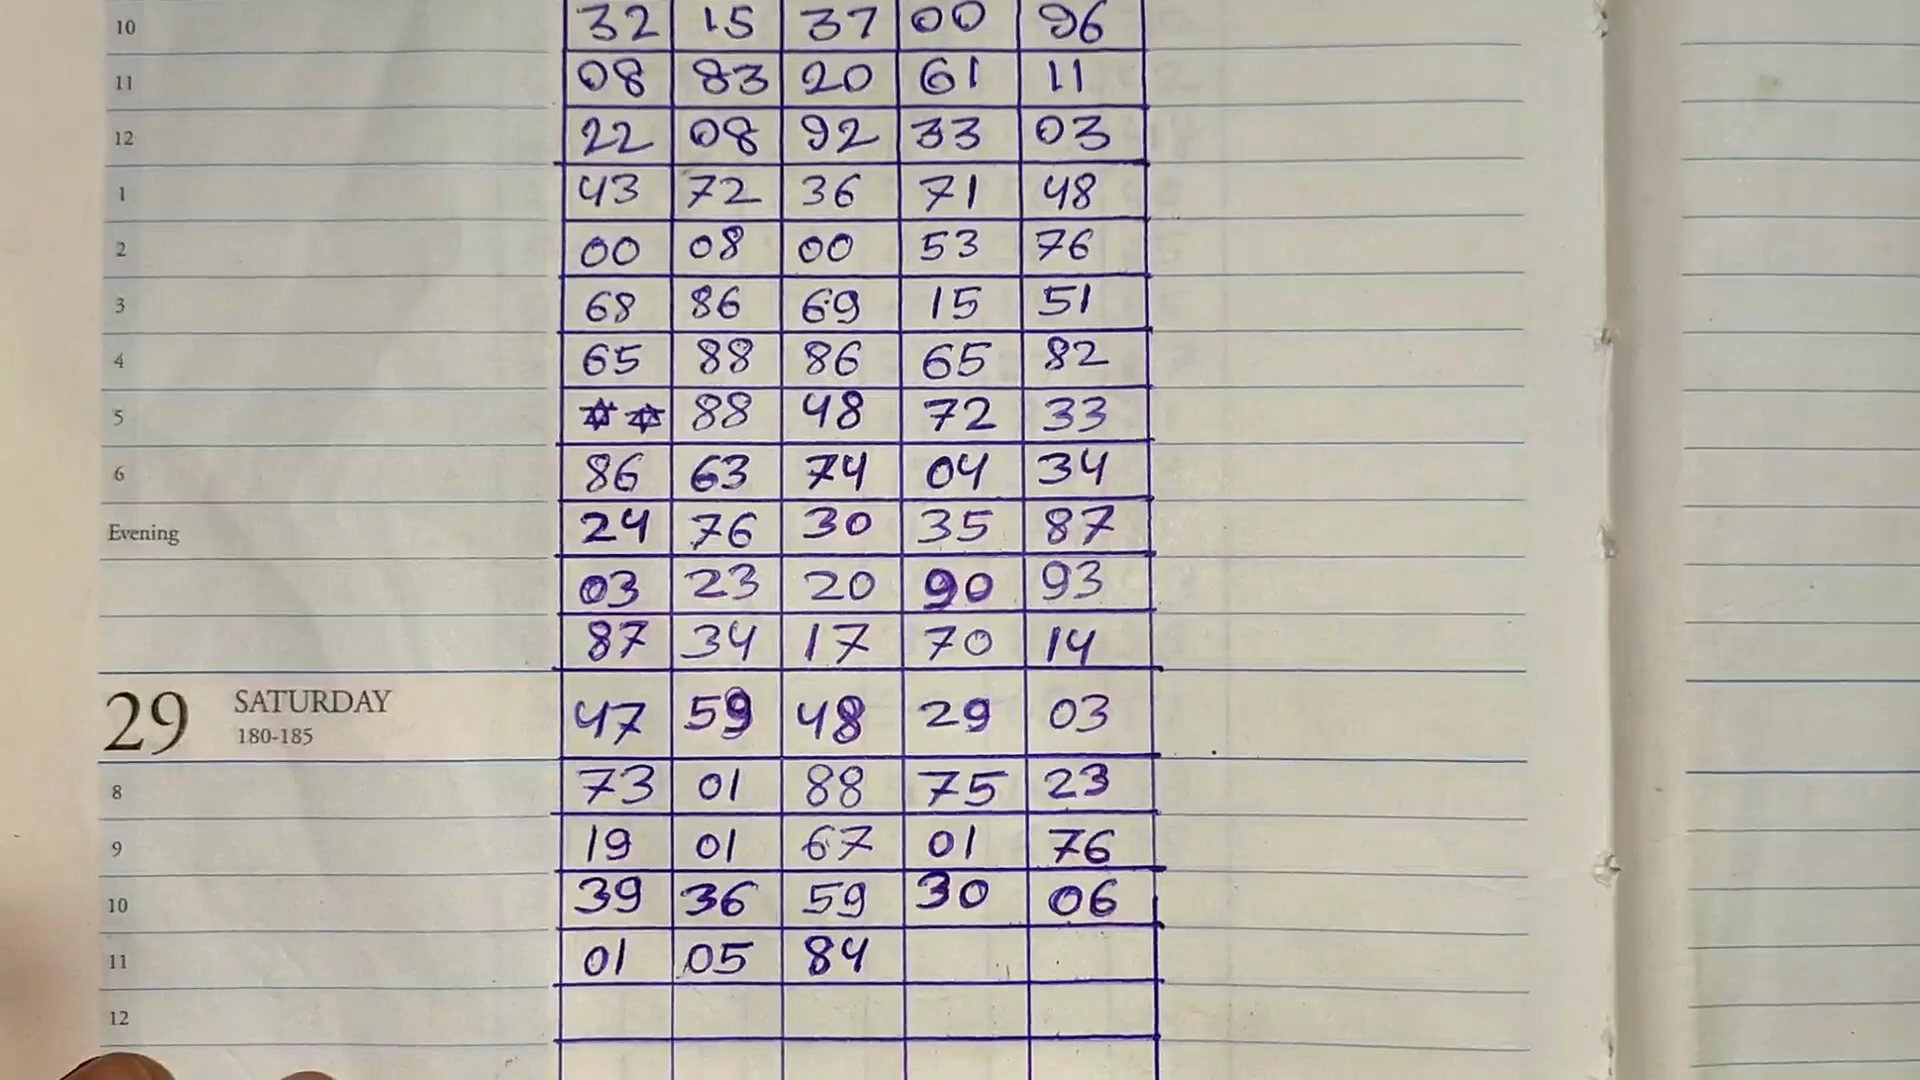 10 32 15 37 00 96
11 08 83 20 61 11
12 22 08 92 33 03
1 43 72 36 71 48
2 00 08 00 53 76
3 68 86 69 15 51
4 65 88 86 65 82
5 ✡✡ 88 48 72 33
6 86 63 74 04 34
Evening 24 76 30 35 87
03 23 20 90 93
87 34 17 70 14
29 SATURDAY 47 59 48 29 03
180-185
8 73 01 88 75 23
9 19 01 67 01 76
10 39 36 59 30 06
11 01 05 84
12